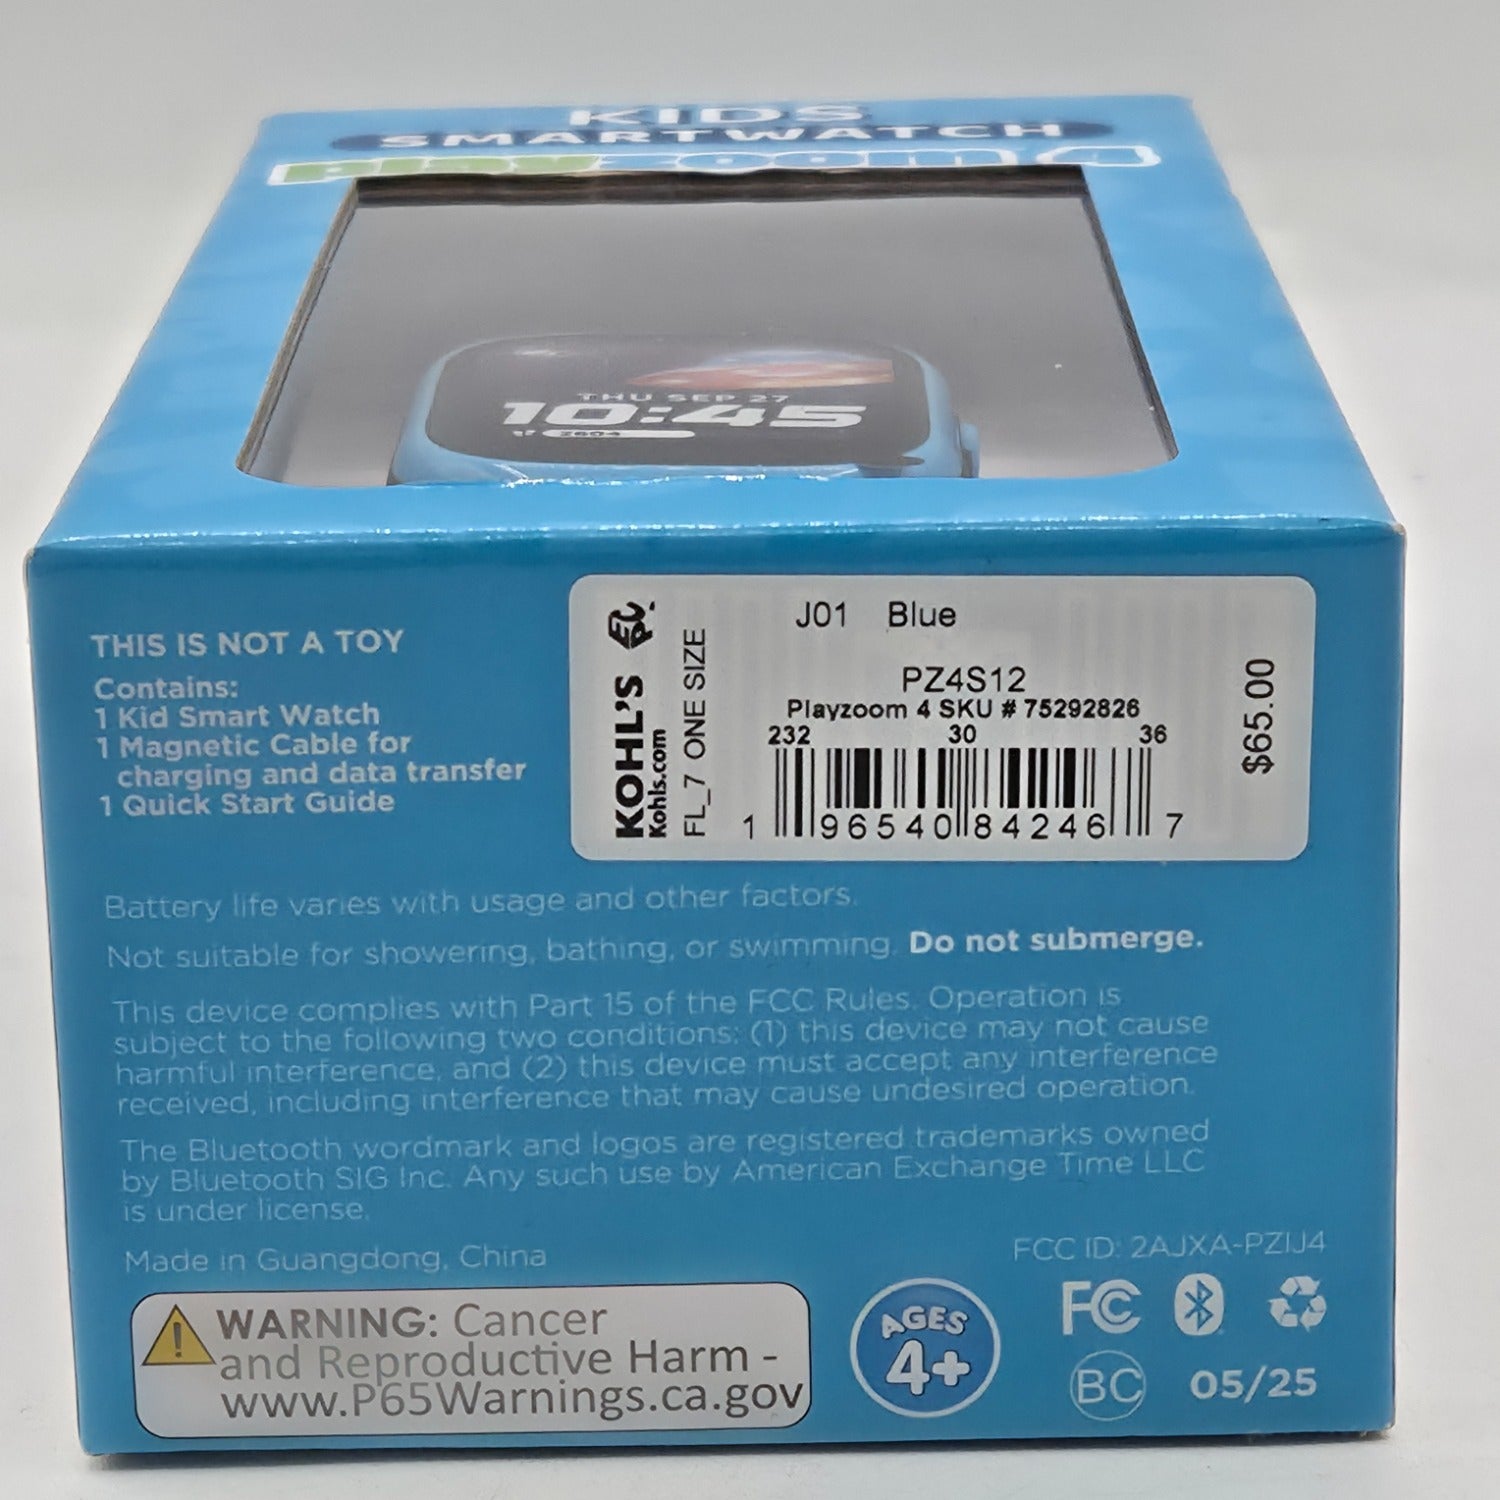 KIDS
SMARTWATCH
Playzoom 4
THU SEP 27
10:45
2604
THIS IS NOT A TOY
Contains:
1 Kid Smart Watch
1 Magnetic Cable for
charging and data transfer
1 Quick Start Guide
KOHL'S
Kohls.com
FL_7 ONE SIZE
J01 Blue
PZ4S12
Playzoom 4 SKU # 75292826
232 30 36
1 96540 84246 7
$65.00
Battery life varies with usage and other factors.
Not suitable for showering, bathing, or swimming. Do not submerge.
This device complies with Part 15 of the FCC Rules. Operation is
subject to the following two conditions: (1) this device may not cause
harmful interference, and (2) this device must accept any interference
received, including interference that may cause undesired operation.
The Bluetooth wordmark and logos are registered trademarks owned
by Bluetooth SIG Inc. Any such use by American Exchange Time LLC
is under license.
Made in Guangdong, China
FCC ID: 2AJXA-PZIJ4
WARNING: Cancer
and Reproductive Harm -
www.P65Warnings.ca.gov
AGES
4+
FC
BC 05/25